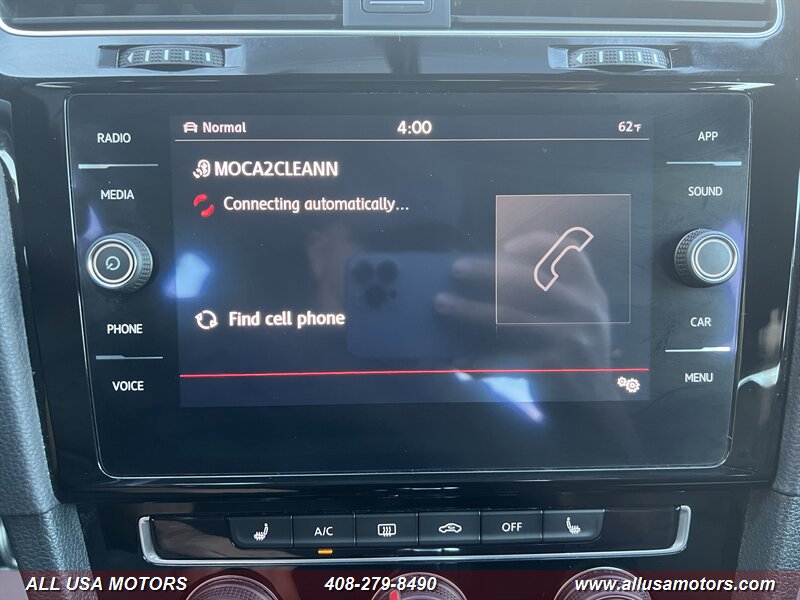 Normal 4:00 62°F
RADIO
APP
MOCA2CLEANN
MEDIA
SOUND
Connecting automatically...
Find cell phone
PHONE
CAR
VOICE
MENU
A/C
OFF
ALL USA MOTORS 408-279-8490 www.allusamotors.com